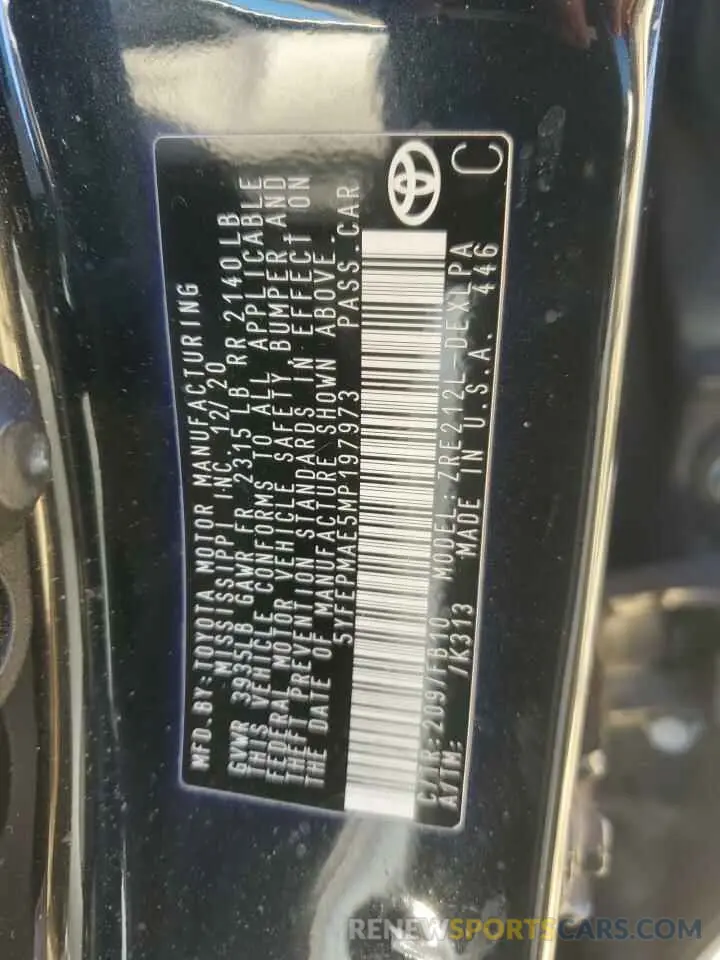 MFD.BY:TOYOTA MOTOR MANUFACTURING
MISSISSIPPI INC. 12/20
GVWR 3935LB GAWR FR 2315 LB RR 2140LB
THIS VEHICLE CONFORMS TO ALL APPLICABLE
FEDERAL MOTOR VEHICLE SAFETY, BUMPER AND
THEFT PREVENTION STANDARDS IN EFFECT ON
THE DATE OF MANUFACTURE SHOWN ABOVE.
5YFEPMAE5MP197973 PASS.CAR
C/TR:209/FB10 MODEL:ZRE212L-DEXLPA
A/TM: /K313 MADE IN U.S.A. 446
C
RENEWSPORTSCARS.COM